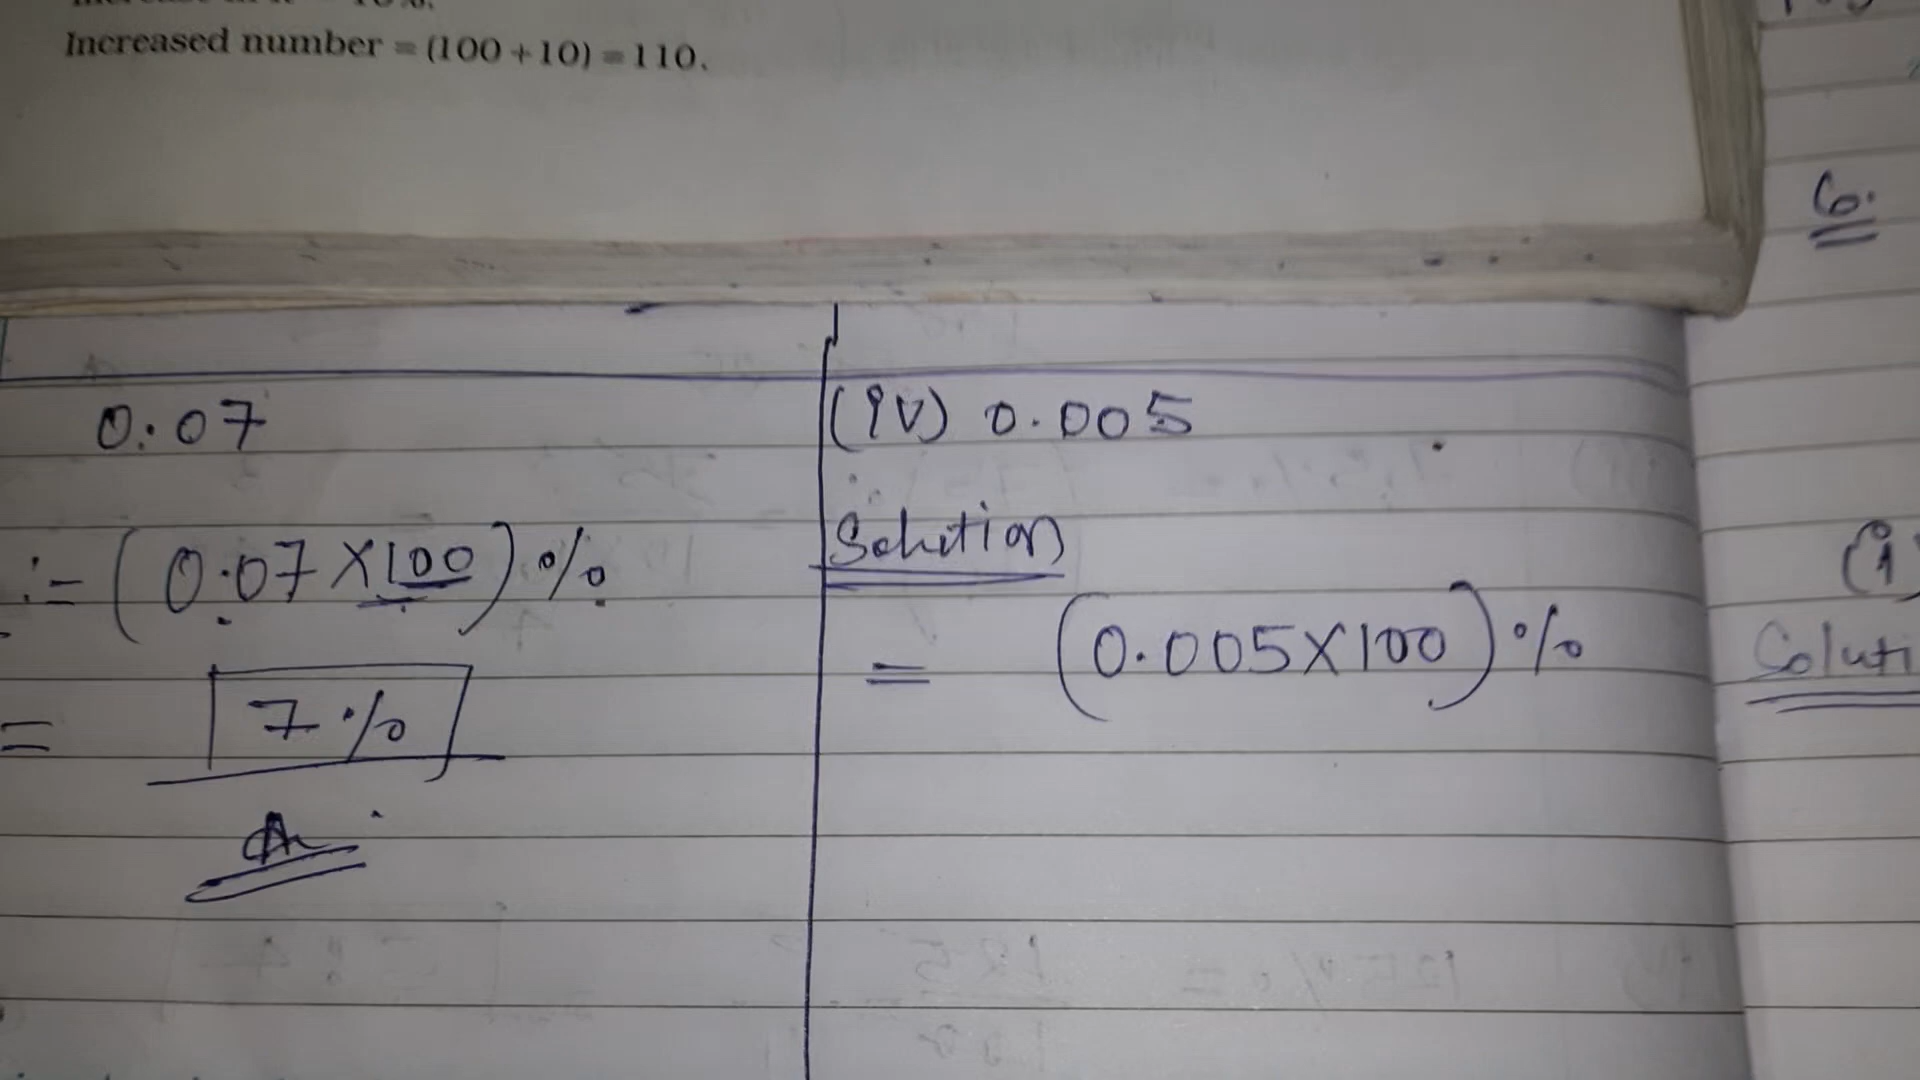 Increased number = (100+10) = 110.
0.07
= (0.07 × 100) %
= 7 %
(iv) 0.005
Solution
= (0.005 × 100) %
6.
(i)
Soluti